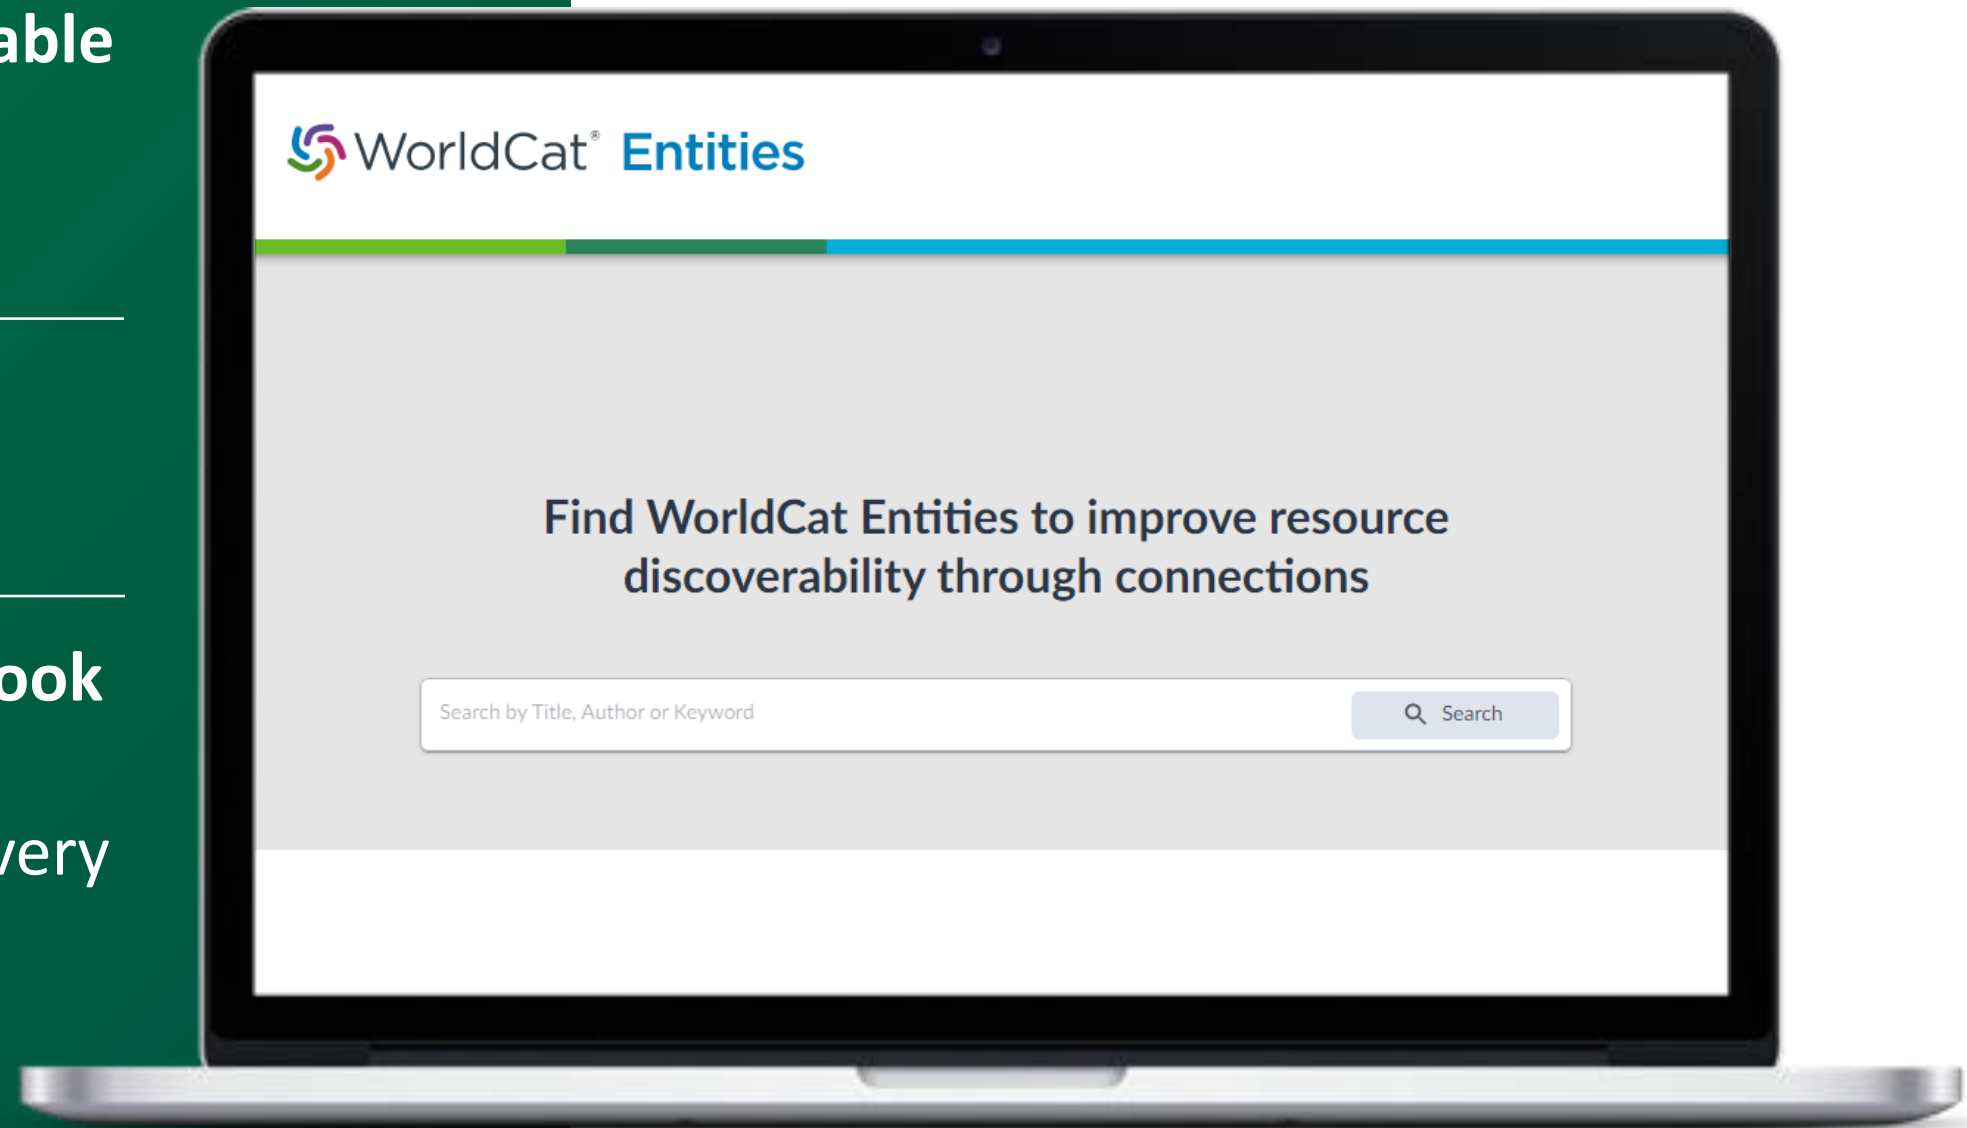 able
ook
very
WorldCat® Entities
Find WorldCat Entities to improve resource
discoverability through connections
Search by Title, Author or Keyword
Search